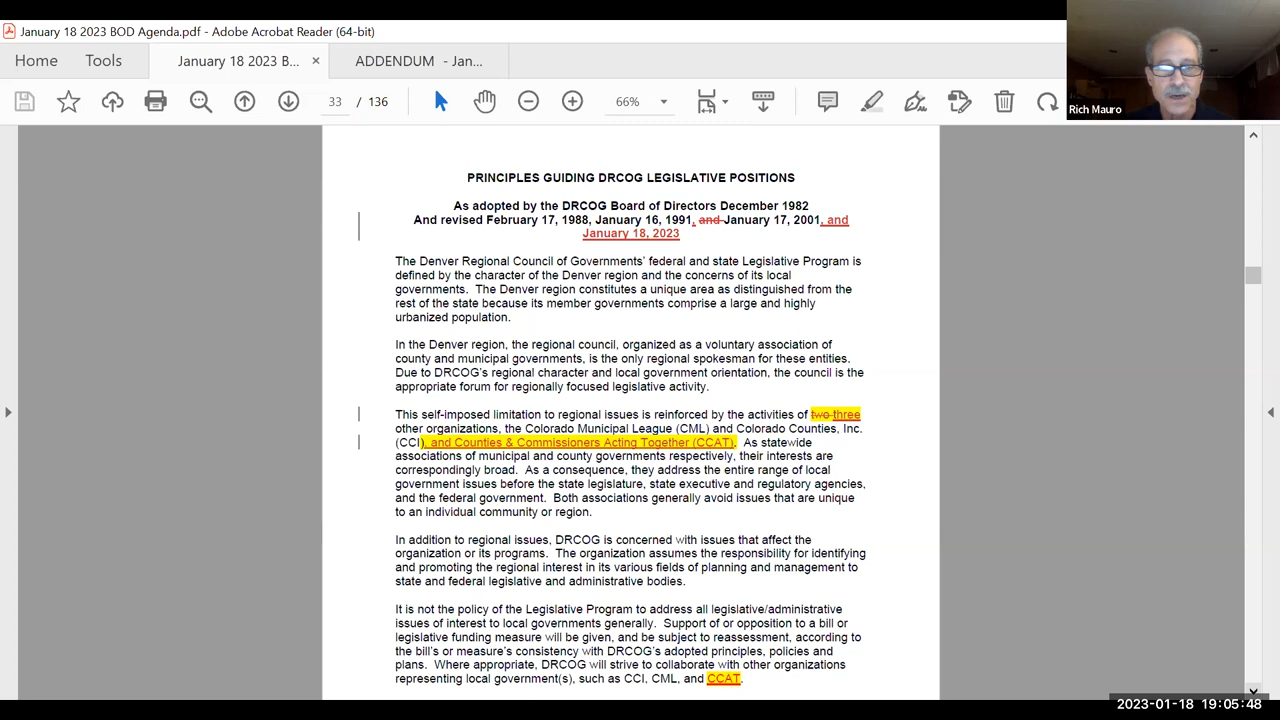 January 18 2023 BOD Agenda.pdf - Adobe Acrobat Reader (64-bit)
Home
Tools
January 18 2023 B...
×
ADDENDUM - Jan...
33 / 136
66%
Rich Mauro
PRINCIPLES GUIDING DRCOG LEGISLATIVE POSITIONS
As adopted by the DRCOG Board of Directors December 1982
And revised February 17, 1988, January 16, 1991, and January 17, 2001, and
January 18, 2023
The Denver Regional Council of Governments' federal and state Legislative Program is
defined by the character of the Denver region and the concerns of its local
governments. The Denver region constitutes a unique area as distinguished from the
rest of the state because its member governments comprise a large and highly
urbanized population.
In the Denver region, the regional council, organized as a voluntary association of
county and municipal governments, is the only regional spokesman for these entities.
Due to DRCOG's regional character and local government orientation, the council is the
appropriate forum for regionally focused legislative activity.
This self-imposed limitation to regional issues is reinforced by the activities of two three
other organizations, the Colorado Municipal League (CML) and Colorado Counties, Inc.
(CCI), and Counties & Commissioners Acting Together (CCAT). As statewide
associations of municipal and county governments respectively, their interests are
correspondingly broad. As a consequence, they address the entire range of local
government issues before the state legislature, state executive and regulatory agencies,
and the federal government. Both associations generally avoid issues that are unique
to an individual community or region.
In addition to regional issues, DRCOG is concerned with issues that affect the
organization or its programs. The organization assumes the responsibility for identifying
and promoting the regional interest in its various fields of planning and management to
state and federal legislative and administrative bodies.
It is not the policy of the Legislative Program to address all legislative/administrative
issues of interest to local governments generally. Support of or opposition to a bill or
legislative funding measure will be given, and be subject to reassessment, according to
the bill's or measure's consistency with DRCOG's adopted principles, policies and
plans. Where appropriate, DRCOG will strive to collaborate with other organizations
representing local government(s), such as CCI, CML, and CCAT.
2023-01-18 19:05:48